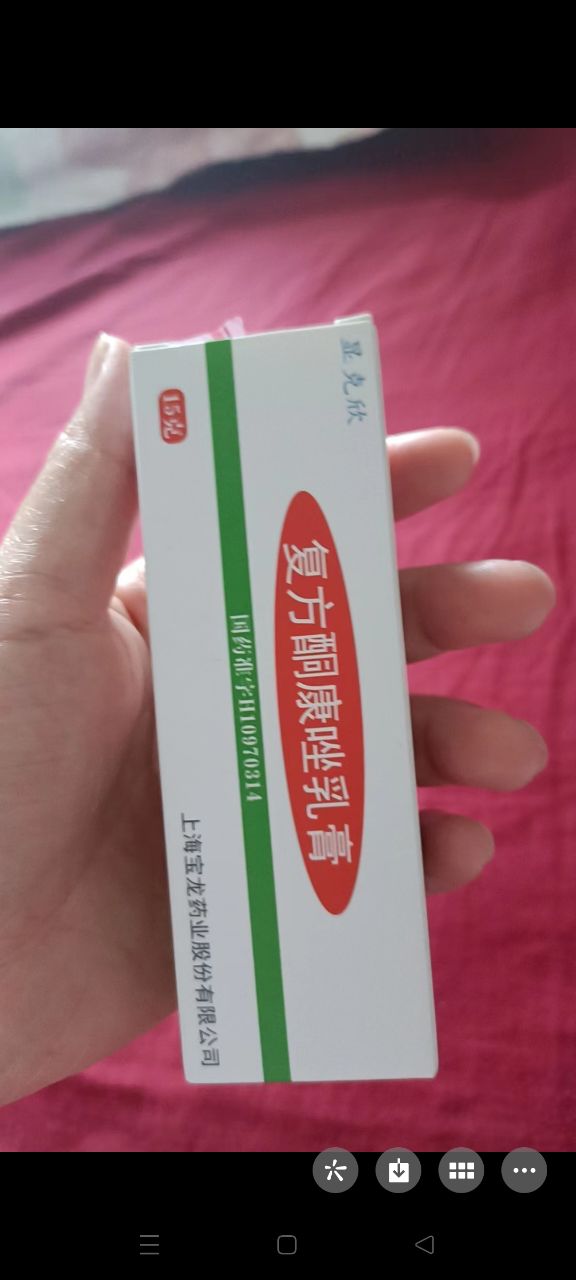 显克欣
复方酮康唑乳膏
国药准字H10970314
15克
上海宝龙药业股份有限公司